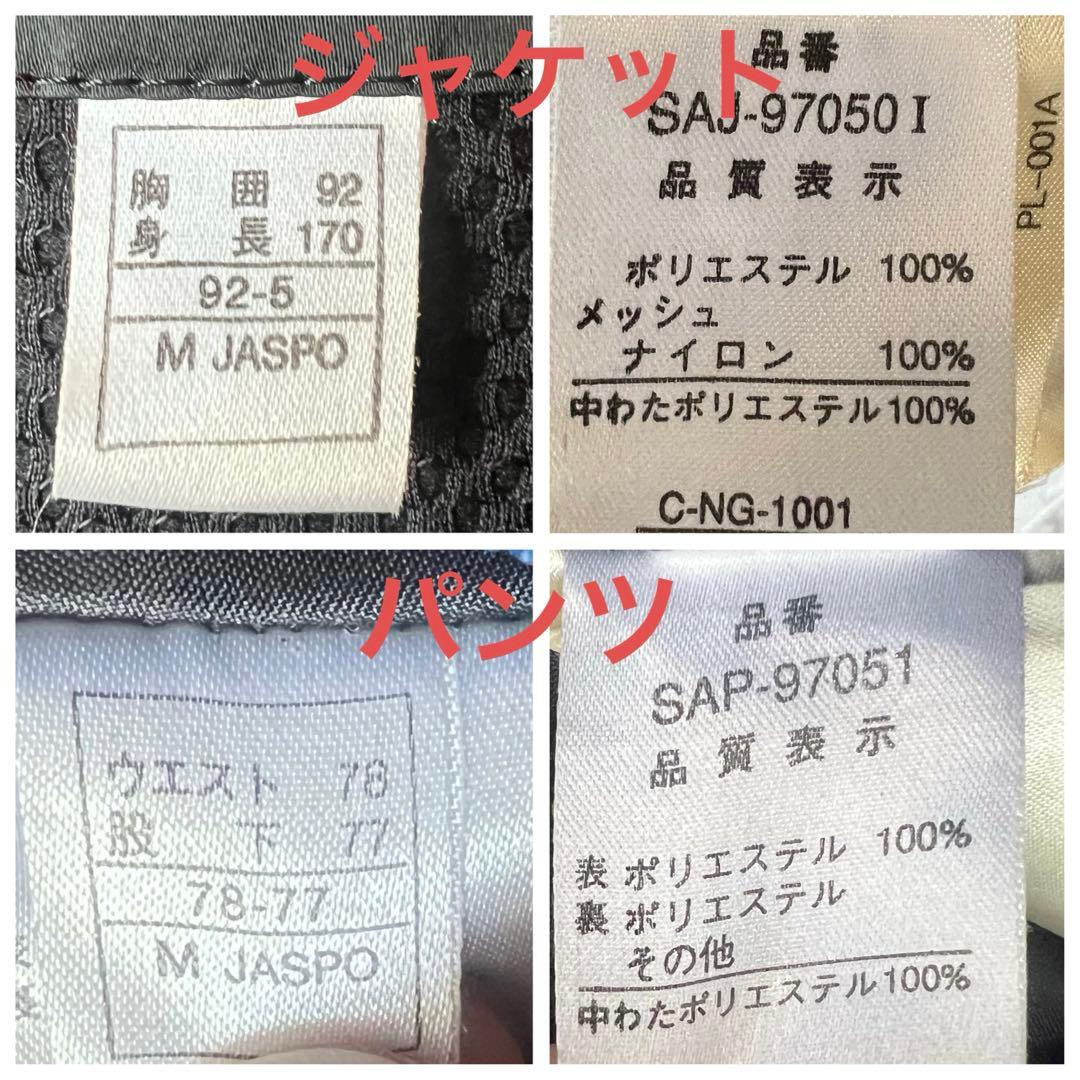 ジャケット
胸囲 92
身長 170
92-5
M JASPO
品番
SAJ-97050 I
品質表示
ポリエステル 100%
メッシュ
ナイロン 100%
中わたポリエステル100%
C-NG-1001
PL-001A
パンツ
ウエスト 78
股下 77
78-77
M JASPO
品番
SAP-97051
品質表示
表 ポリエステル 100%
裏 ポリエステル
その他
中わたポリエステル100%